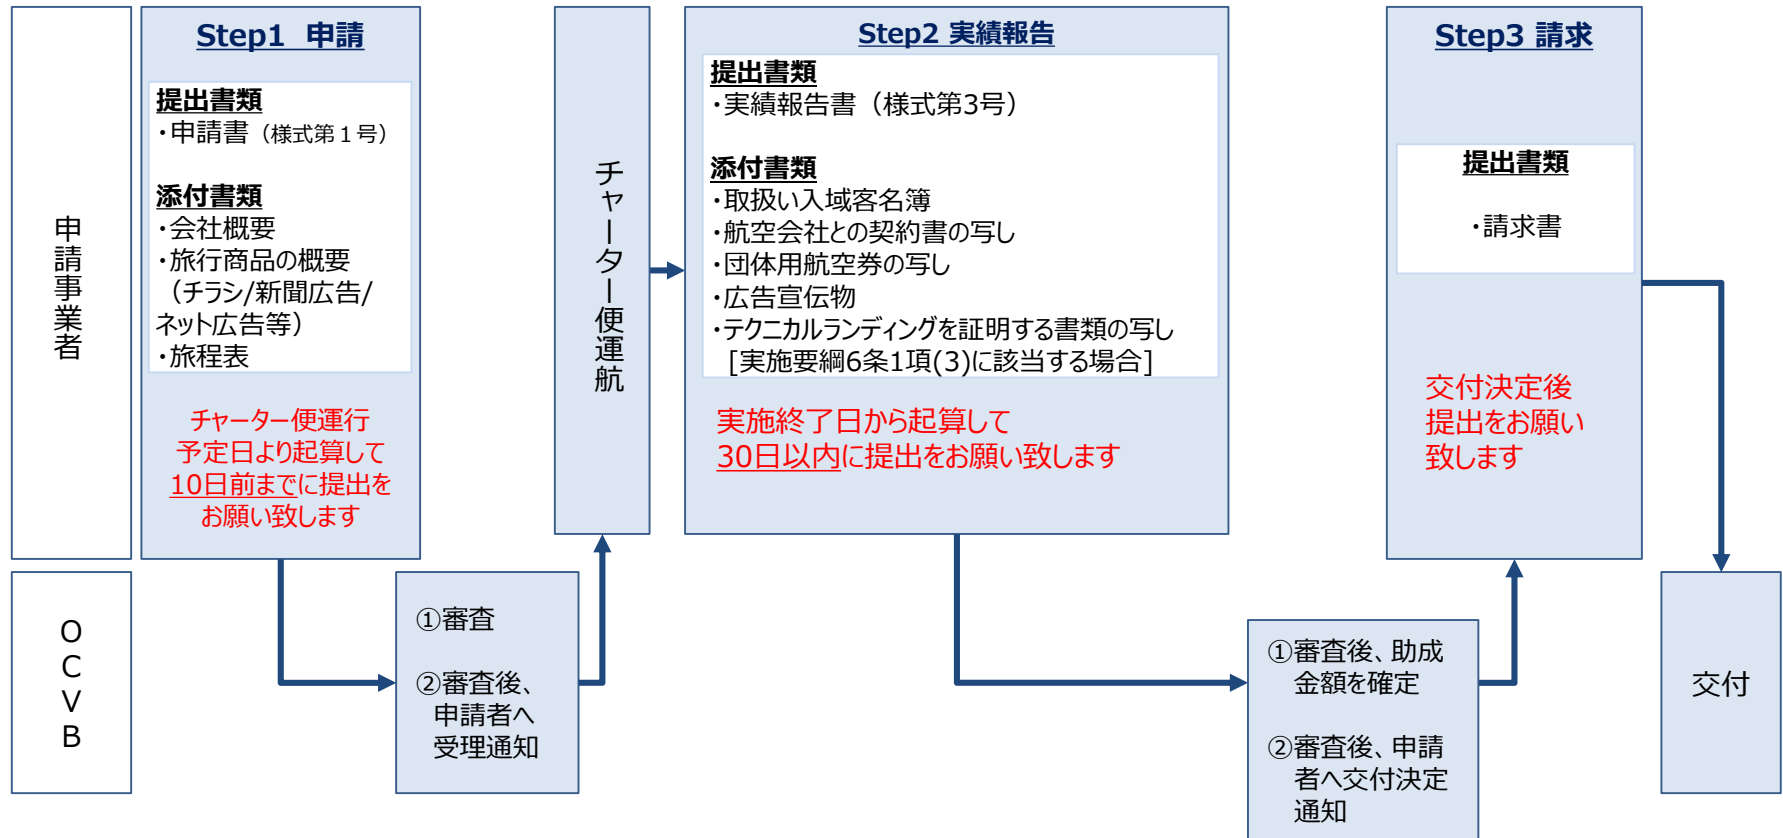 申請事業者
Step1 申請
提出書類
・申請書（様式第１号）
添付書類
・会社概要
・旅行商品の概要
（チラシ/新聞広告/
ネット広告等）
・旅程表
チャーター便運行
予定日より起算して
10日前までに提出を
お願い致します
チャーター便運航
Step2 実績報告
提出書類
・実績報告書（様式第3号）
添付書類
・取扱い入域客名簿
・航空会社との契約書の写し
・団体用航空券の写し
・広告宣伝物
・テクニカルランディングを証明する書類の写し
[実施要綱6条1項(3)に該当する場合]
実施終了日から起算して
30日以内に提出をお願い致します
Step3 請求
提出書類
・請求書
交付決定後
提出をお願い
致します
OCVB
①審査
②審査後、
申請者へ
受理通知
①審査後、助成
金額を確定
②審査後、申請
者へ交付決定
通知
交付